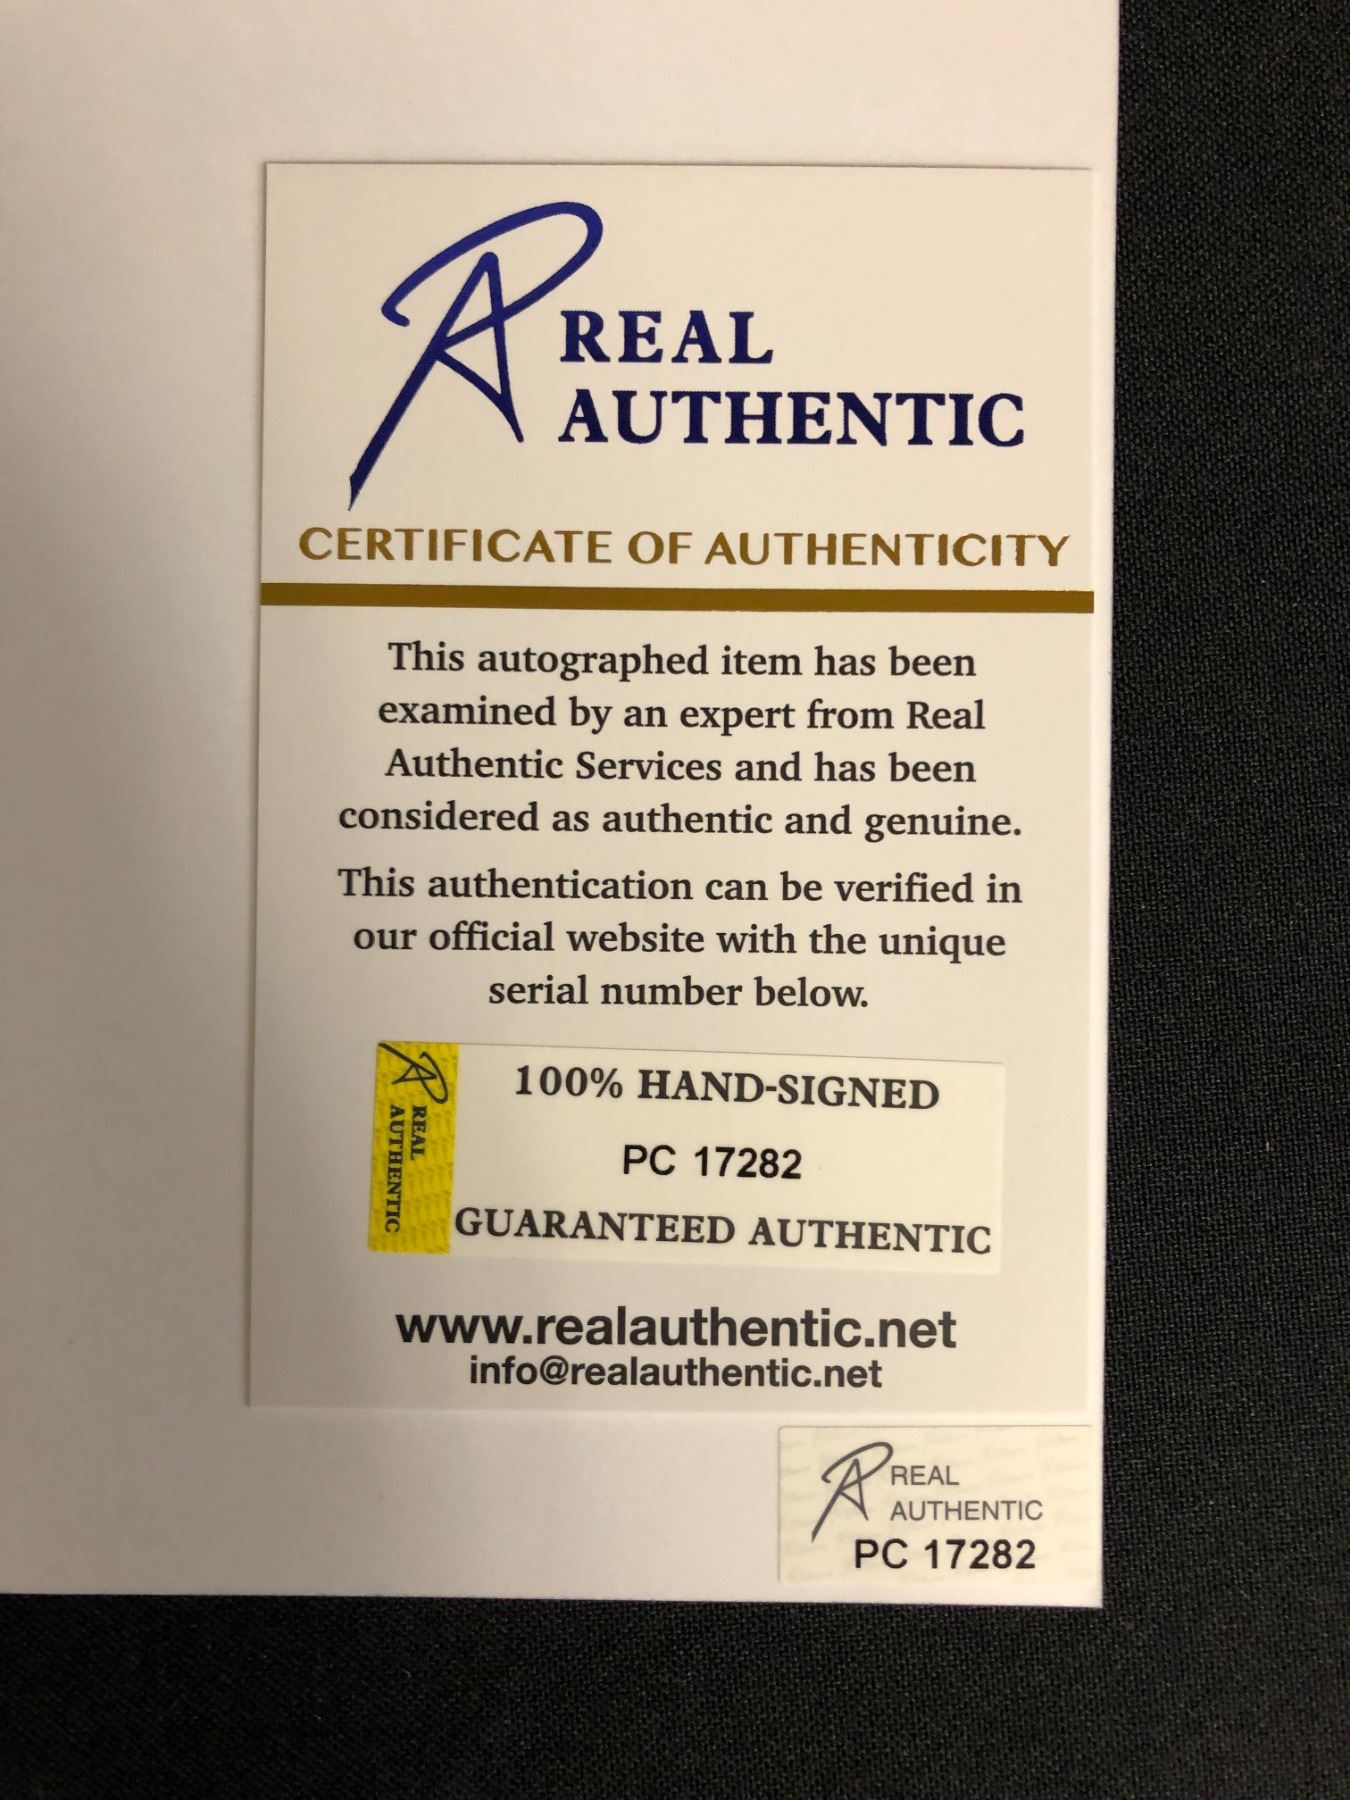 REAL
AUTHENTIC
CERTIFICATE OF AUTHENTICITY
This autographed item has been
examined by an expert from Real
Authentic Services and has been
considered as authentic and genuine.
This authentication can be verified in
our official website with the unique
serial number below.
REAL
AUTHENTIC
100% HAND-SIGNED
PC 17282
GUARANTEED AUTHENTIC
www.realauthentic.net
info@realauthentic.net
REAL
AUTHENTIC
PC 17282